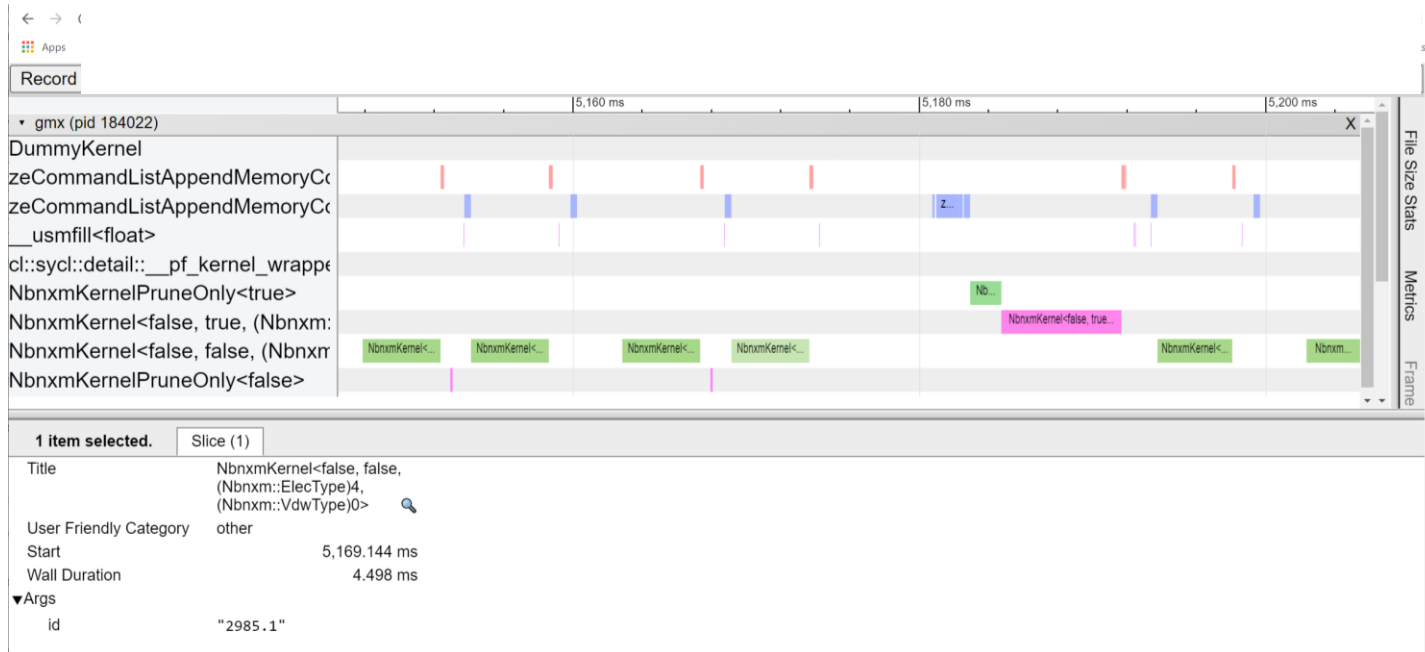 Apps
Record
5,160 ms 5,180 ms 5,200 ms
▾ gmx (pid 184022) X
DummyKernel
zeCommandListAppendMemoryCo
zeCommandListAppendMemoryCo z...
__usmfill<float>
cl::sycl::detail::__pf_kernel_wrappe
NbnxmKernelPruneOnly<true> Nb...
NbnxmKernel<false, true, (Nbnxm: NbnxmKernel<false, true...
NbnxmKernel<false, false, (Nbnxm NbnxmKernel<... NbnxmKernel<... NbnxmKernel<... NbnxmKernel<... NbnxmKernel<... Nbnxm...
NbnxmKernelPruneOnly<false>
File Size Stats
Metrics
Frame
1 item selected. Slice (1)
Title NbnxmKernel<false, false,
(Nbnxm::ElecType)4,
(Nbnxm::VdwType)0>
User Friendly Category other
Start 5,169.144 ms
Wall Duration 4.498 ms
▼Args
id "2985.1"